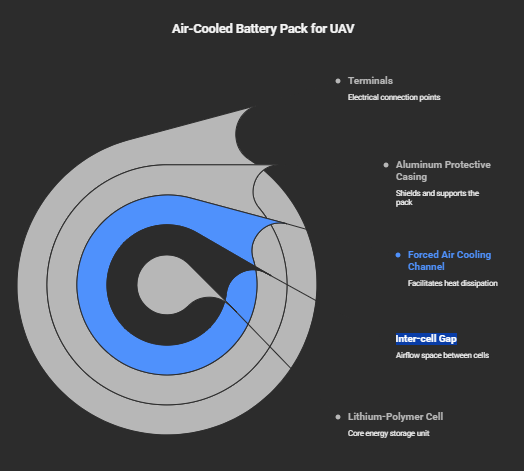 Air-Cooled Battery Pack for UAV
Terminals
Electrical connection points
Aluminum Protective
Casing
Shields and supports the
pack
Forced Air Cooling
Channel
Facilitates heat dissipation
Inter-cell Gap
Airflow space between cells
Lithium-Polymer Cell
Core energy storage unit